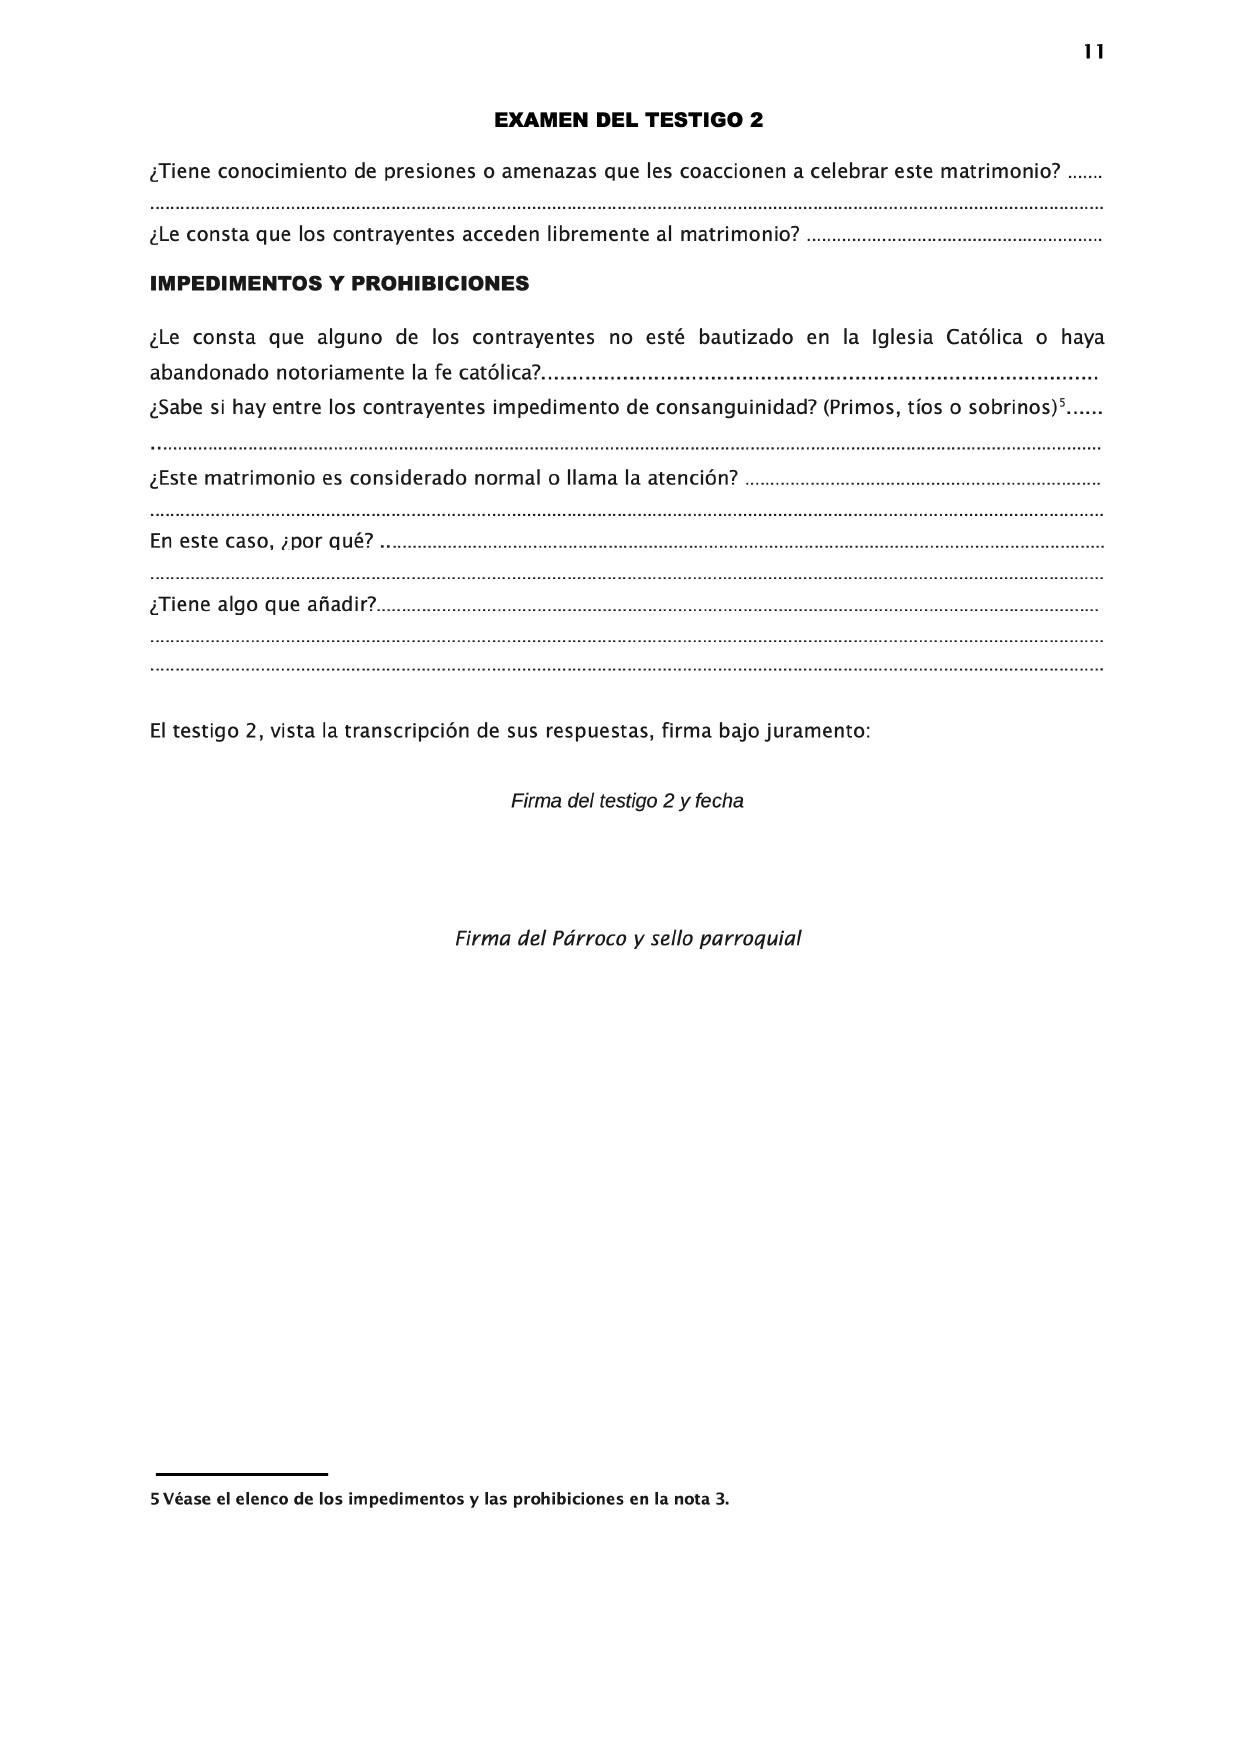 11
EXAMEN DEL TESTIGO 2
¿Tiene conocimiento de presiones o amenazas que les coaccionen a celebrar este matrimonio? .......
..............................................................................................................
¿Le consta que los contrayentes acceden libremente al matrimonio? ...........................................................
IMPEDIMENTOS Y PROHIBICIONES
¿Le consta que alguno de los contrayentes no esté bautizado en la Iglesia Católica o haya
abandonado notoriamente la fe católica?.........................................................................................
¿Sabe si hay entre los contrayentes impedimento de consanguinidad? (Primos, tíos o sobrinos)⁵......
..............................................................................................................
¿Este matrimonio es considerado normal o llama la atención? .......................................................................
..............................................................................................................
En este caso, ¿por qué? ..............................................................................................................
..............................................................................................................
¿Tiene algo que añadir?..............................................................................................................
..............................................................................................................
..............................................................................................................
El testigo 2, vista la transcripción de sus respuestas, firma bajo juramento:
Firma del testigo 2 y fecha
Firma del Párroco y sello parroquial
5 Véase el elenco de los impedimentos y las prohibiciones en la nota 3.